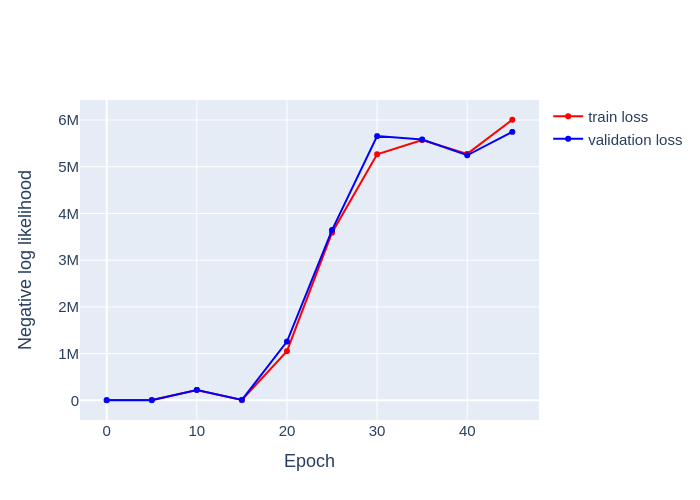 train loss
validation loss
6M
5M
4M
3M
2M
1M
0
Negative log likelihood
0 10 20 30 40
Epoch